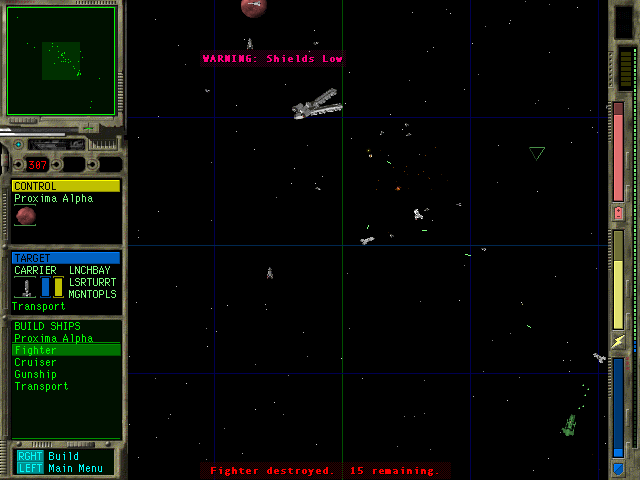 WARNING: Shields Low
307
CONTROL
Proxima Alpha
TARGET
CARRIER LNCHBAY
LSRTURRT
MGNTOPLS
Transport
BUILD SHIPS
Proxima Alpha
Fighter
Cruiser
Gunship
Transport
RGHT Build
LEFT Main Menu
Fighter destroyed. 15 remaining.